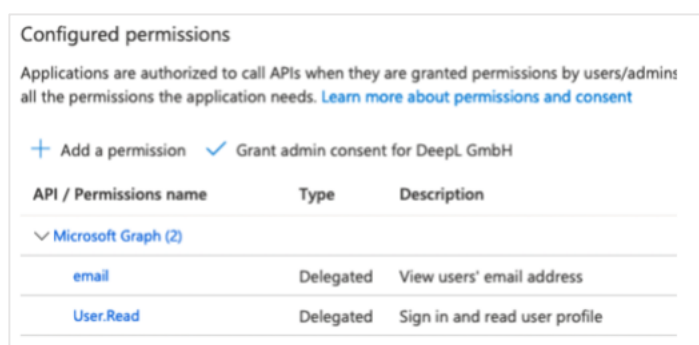 Configured permissions
Applications are authorized to call APIs when they are granted permissions by users/admins
all the permissions the application needs. Learn more about permissions and consent
Add a permission Grant admin consent for DeepL GmbH
API / Permissions name Type Description
Microsoft Graph (2)
email Delegated View users' email address
User.Read Delegated Sign in and read user profile